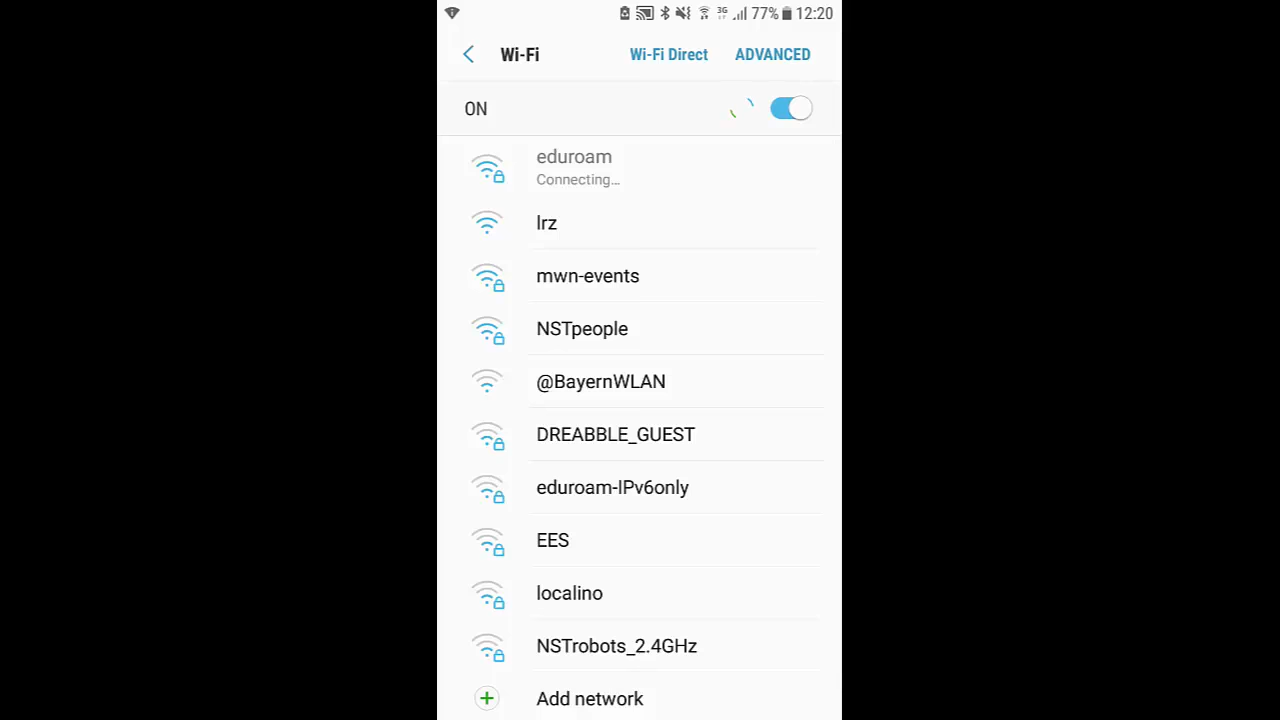 3G 77% 12:20
Wi-Fi Wi-Fi Direct ADVANCED
ON
eduroam
Connecting...
lrz
mwn-events
NSTpeople
@BayernWLAN
DREABBLE_GUEST
eduroam-IPv6only
EES
localino
NSTrobots_2.4GHz
Add network